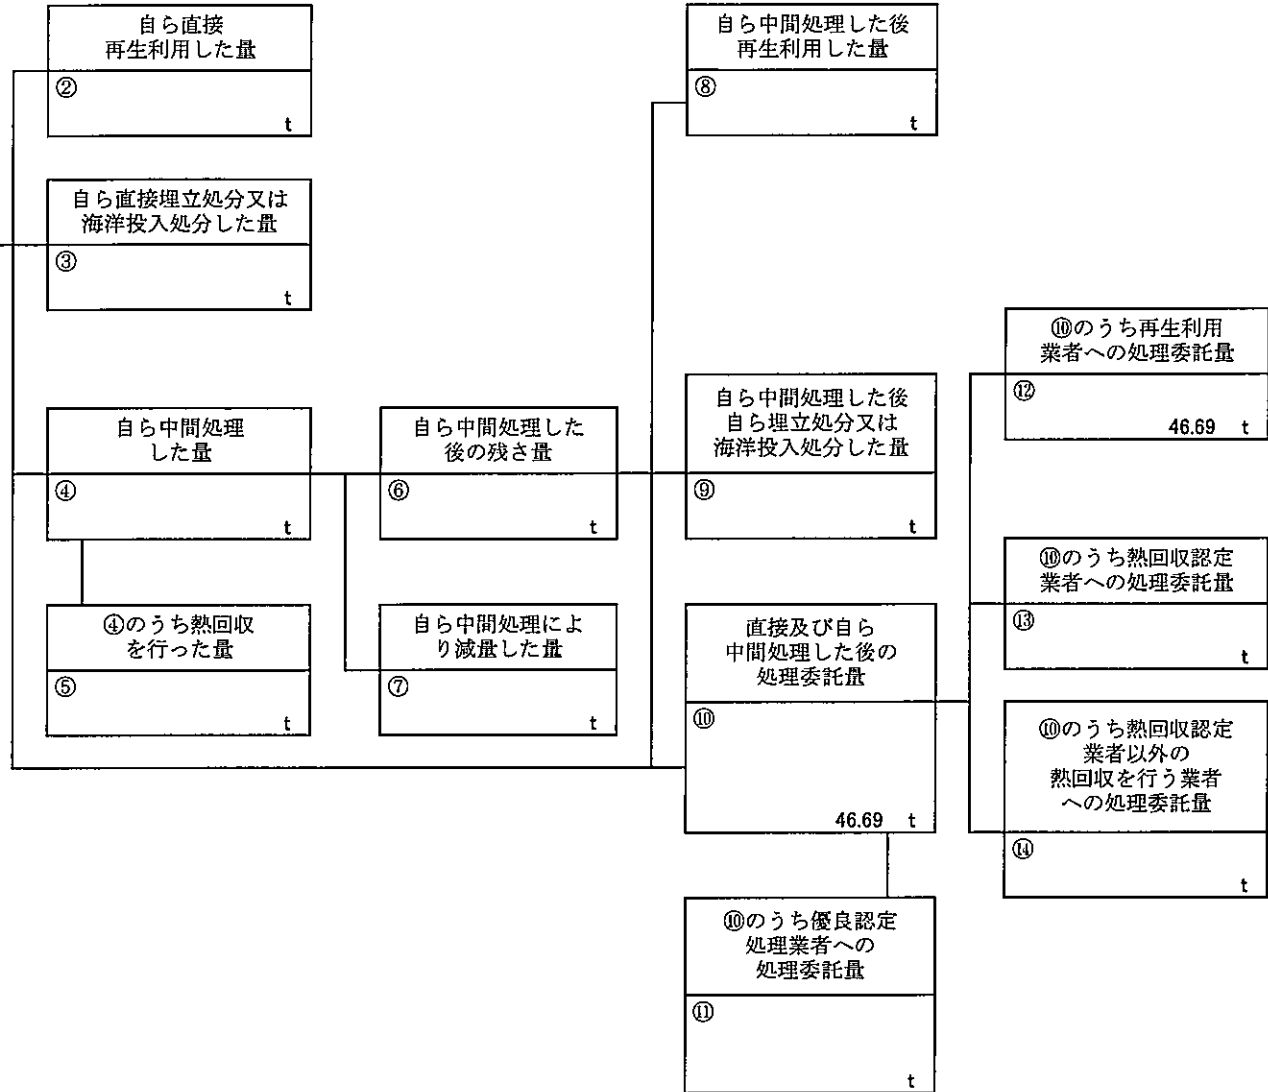 自ら直接
再生利用した量
②
t
自ら直接埋立処分又は
海洋投入処分した量
③
t
自ら中間処理
した量
④
t
④のうち熱回収
を行った量
⑤
t
自ら中間処理した
後の残さ量
⑥
t
自ら中間処理によ
り減量した量
⑦
t
自ら中間処理した後
再生利用した量
⑧
t
自ら中間処理した後
自ら埋立処分又は
海洋投入処分した量
⑨
t
直接及び自ら
中間処理した後の
処理委託量
⑩
46.69 t
⑩のうち優良認定
処理業者への
処理委託量
⑪
t
⑩のうち再生利用
業者への処理委託量
⑫
46.69 t
⑩のうち熱回収認定
業者への処理委託量
⑬
t
⑩のうち熱回収認定
業者以外の
熱回収を行う業者
への処理委託量
⑭
t